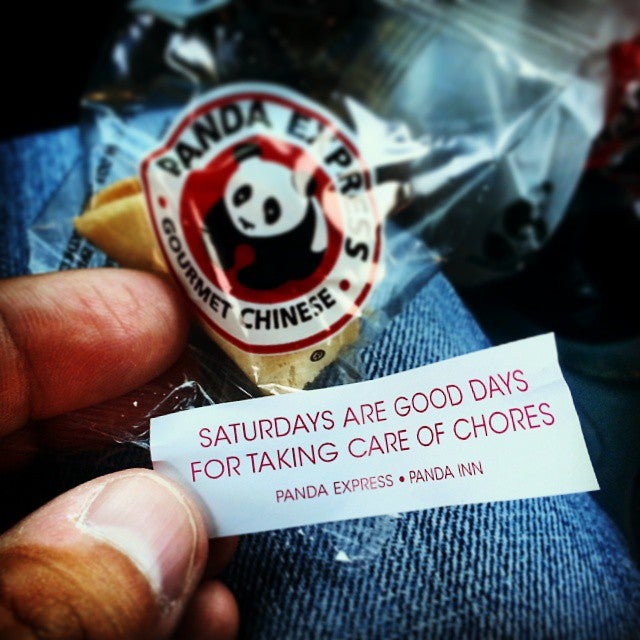 PANDA EXPRESS
• GOURMET CHINESE •
®
SATURDAYS ARE GOOD DAYS
FOR TAKING CARE OF CHORES
PANDA EXPRESS • PANDA INN